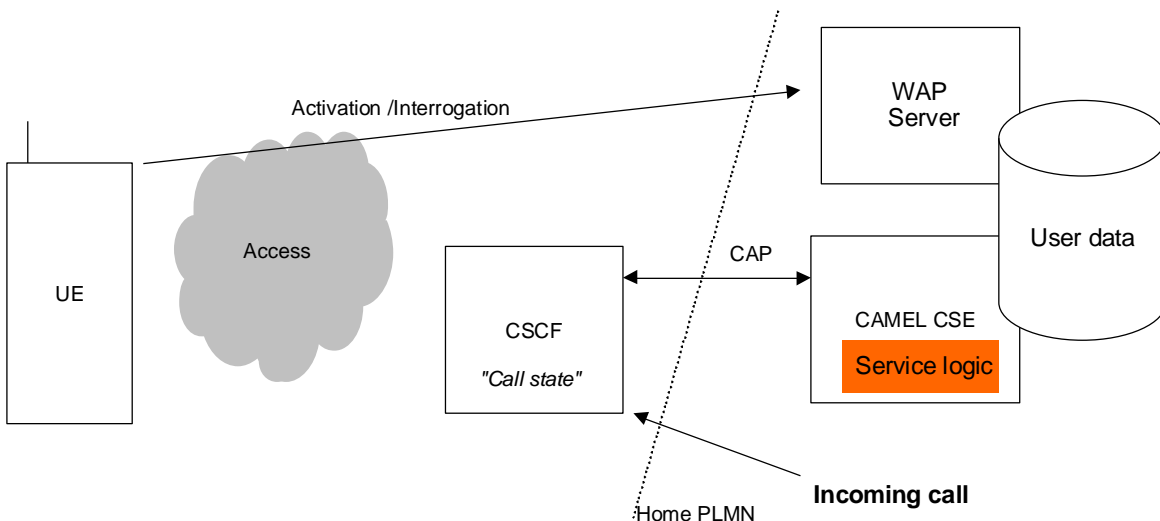 WAP
Server
Activation /Interrogation
User data
Access
CAP
UE
CSCF
"Call state"
CAMEL CSE
Service logic
Incoming call
Home PLMN